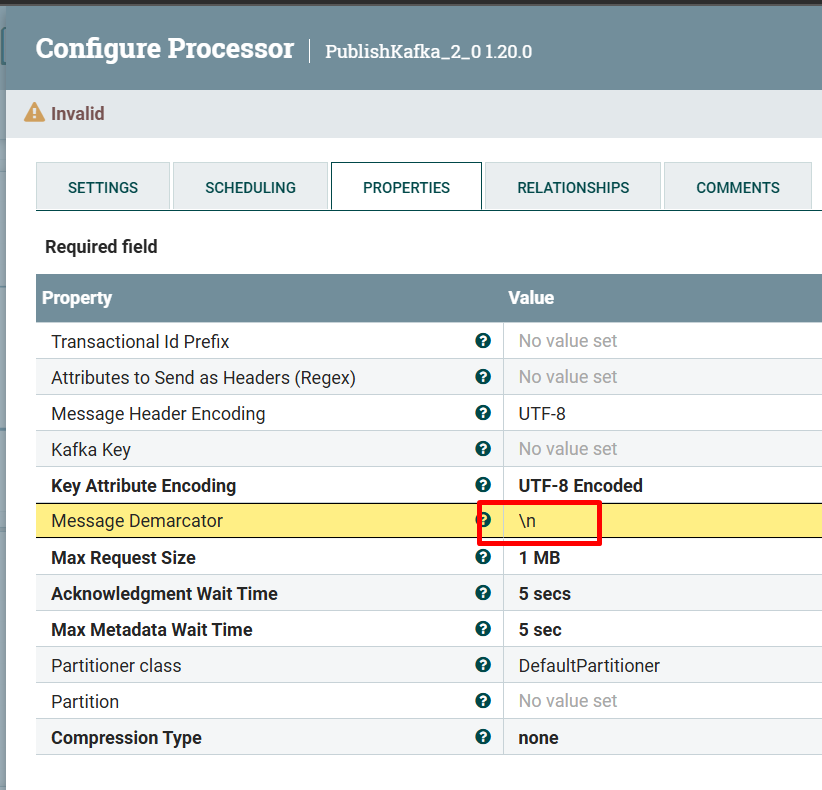 Configure Processor | PublishKafka_2_0 1.20.0
Invalid
SETTINGS SCHEDULING PROPERTIES RELATIONSHIPS COMMENTS
Required field
Property Value
Transactional Id Prefix No value set
Attributes to Send as Headers (Regex) No value set
Message Header Encoding UTF-8
Kafka Key No value set
Key Attribute Encoding UTF-8 Encoded
Message Demarcator \n
Max Request Size 1 MB
Acknowledgment Wait Time 5 secs
Max Metadata Wait Time 5 sec
Partitioner class DefaultPartitioner
Partition No value set
Compression Type none